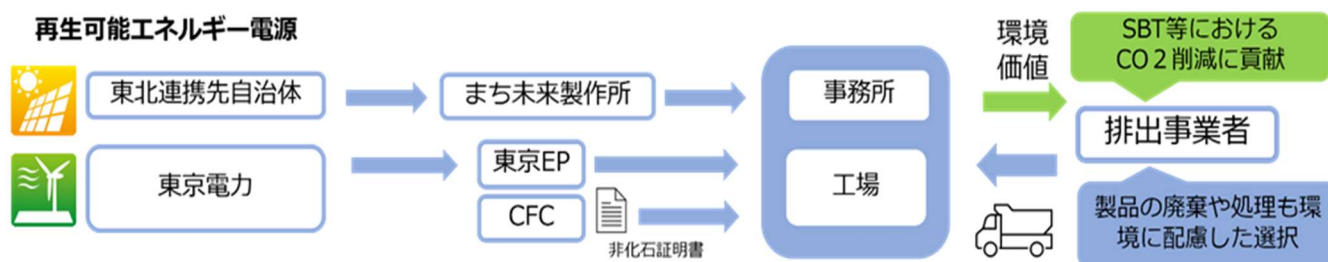 再生可能エネルギー電源
東北連携先自治体
まち未来製作所
事務所
環境
価値
SBT等における
CO2削減に貢献
排出事業者
東京電力
東京EP
CFC
非化石証明書
工場
製品の廃棄や処理も環
境に配慮した選択